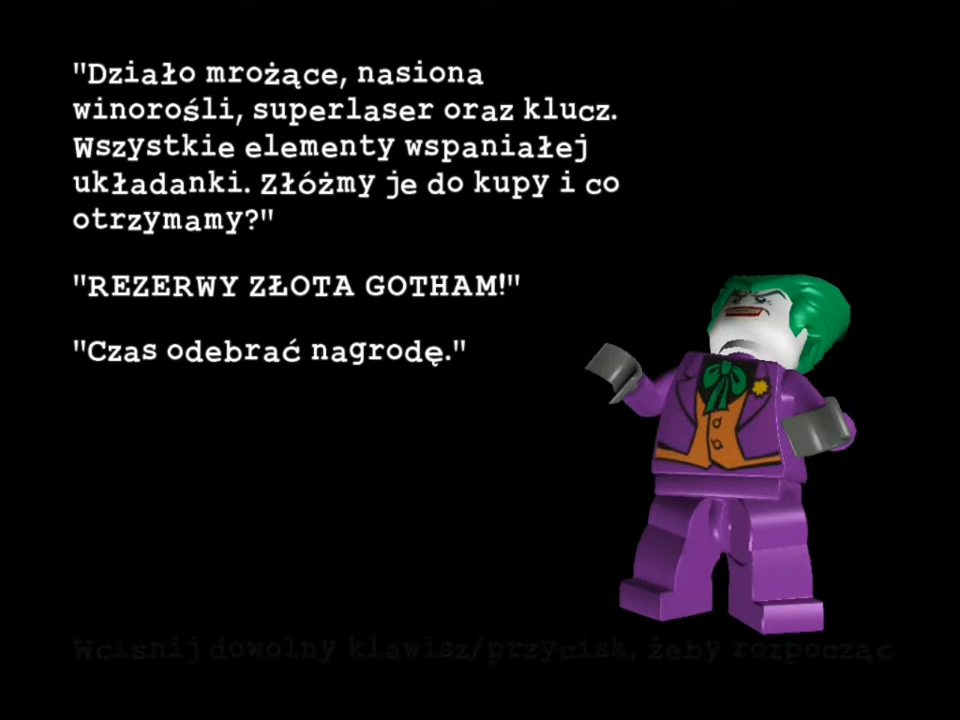 "Działo mrożące, nasiona
winorośli, superlaser oraz klucz.
Wszystkie elementy wspaniałej
układanki. Złóżmy je do kupy i co
otrzymamy?"
"REZERWY ZŁOTA GOTHAM!"
"Czas odebrać nagrodę."
Wciśnij dowolny klawisz/przycisk, żeby rozpocząć